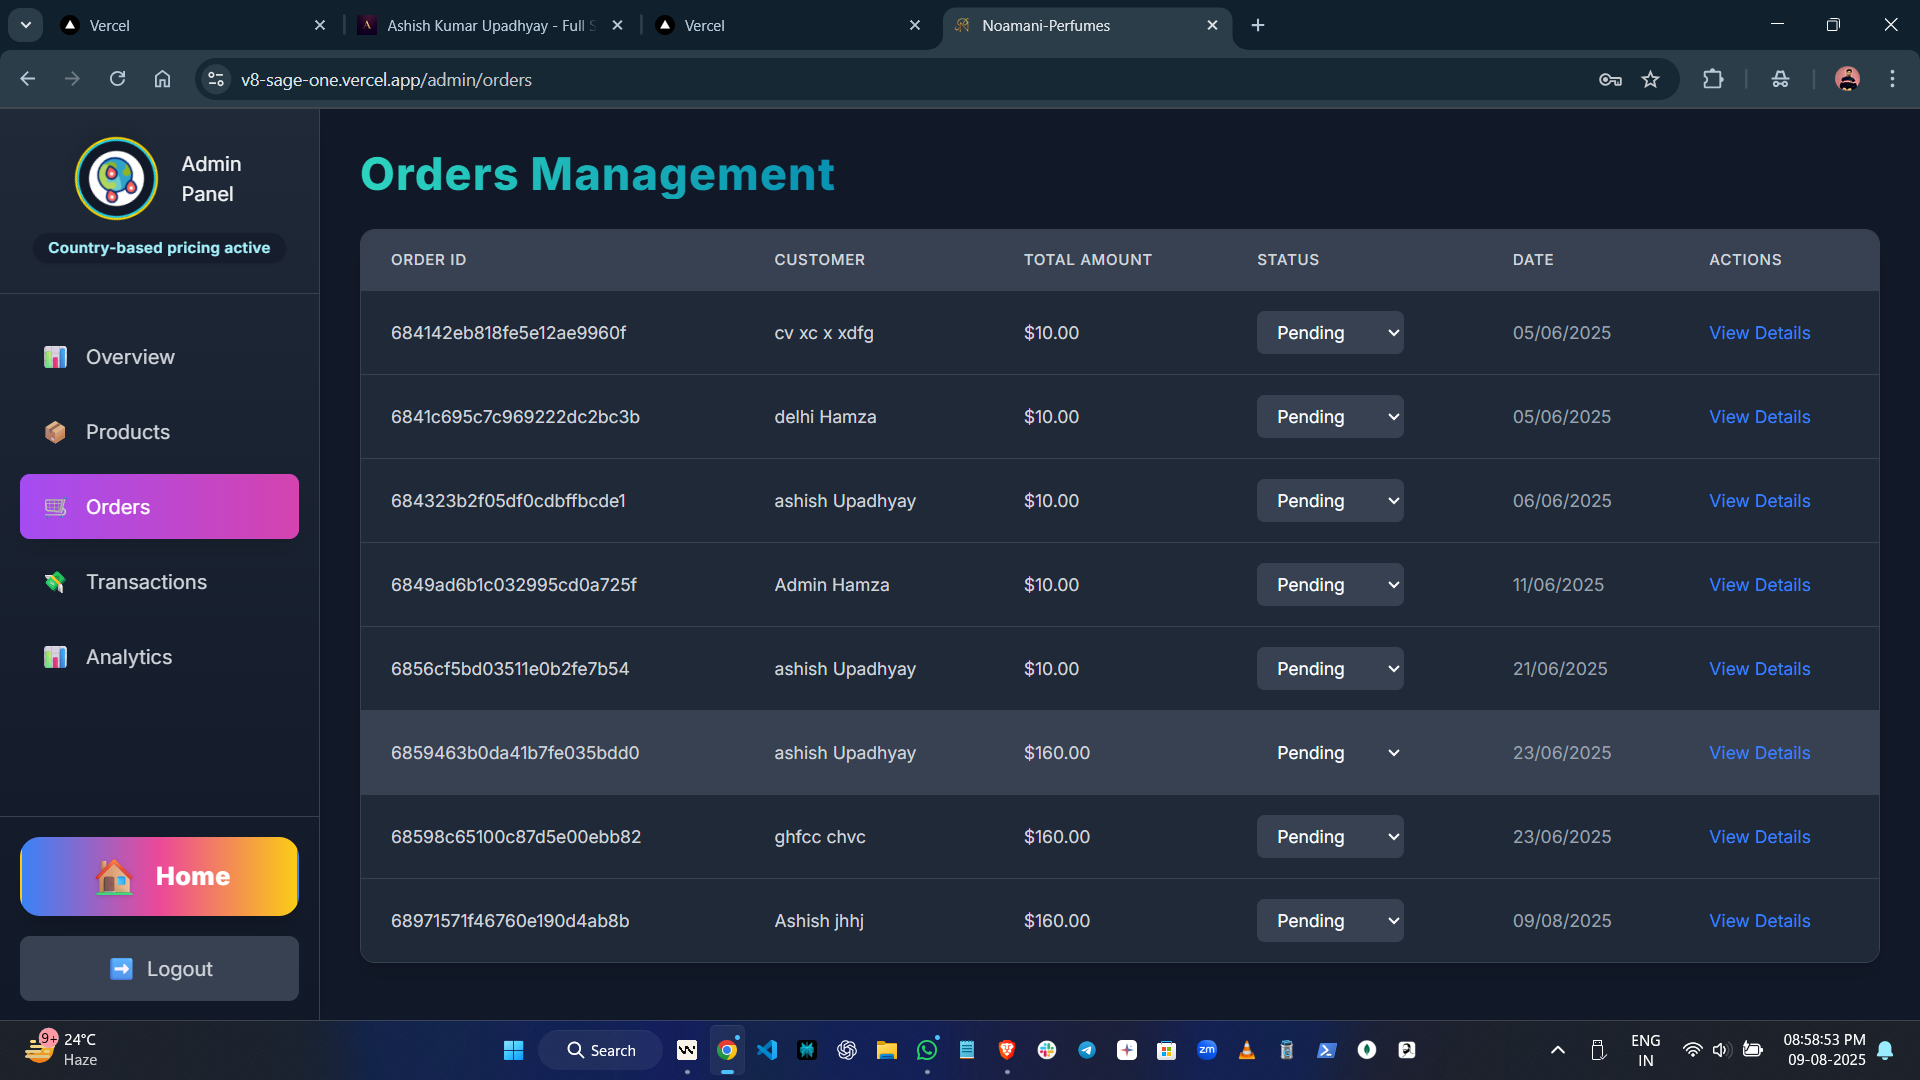 Vercel
Ashish Kumar Upadhyay - Full S
Vercel
Noamani-Perfumes
v8-sage-one.vercel.app/admin/orders
Admin
Panel
Country-based pricing active
Overview
Products
Orders
Transactions
Analytics
Home
Logout
Orders Management
ORDER ID CUSTOMER TOTAL AMOUNT STATUS DATE ACTIONS
684142eb818fe5e12ae9960f cv xc x xdfg $10.00 Pending 05/06/2025 View Details
6841c695c7c969222dc2bc3b delhi Hamza $10.00 Pending 05/06/2025 View Details
684323b2f05df0cdbffbcde1 ashish Upadhyay $10.00 Pending 06/06/2025 View Details
6849ad6b1c032995cd0a725f Admin Hamza $10.00 Pending 11/06/2025 View Details
6856cf5bd03511e0b2fe7b54 ashish Upadhyay $10.00 Pending 21/06/2025 View Details
6859463b0da41b7fe035bdd0 ashish Upadhyay $160.00 Pending 23/06/2025 View Details
68598c65100c87d5e00ebb82 ghfcc chvc $160.00 Pending 23/06/2025 View Details
68971571f46760e190d4ab8b Ashish jhhj $160.00 Pending 09/08/2025 View Details
9+
24°C
Haze
Search
zm
ENG
IN
08:58:53 PM
09-08-2025